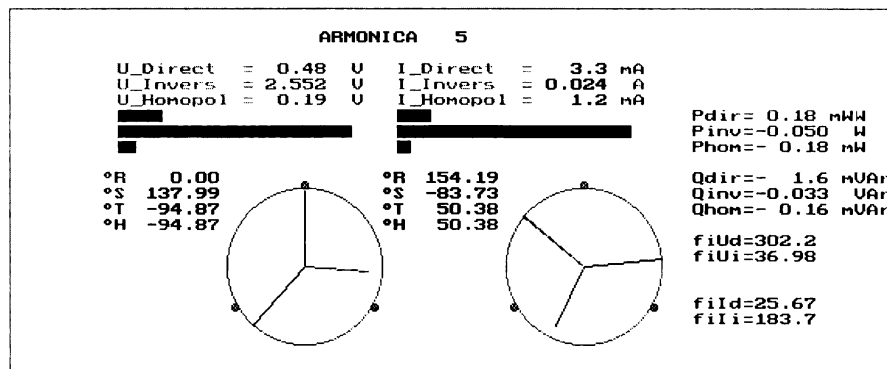 ARMONICA 5
U_Direct = 0.48 V I_Direct = 3.3 mA
U_Invers = 2.552 V I_Invers = 0.024 A
U_Homopol = 0.19 V I_Homopol = 1.2 mA
Pdir= 0.18 mWW
Pinv=-0.050 W
Phom=- 0.18 mW
°R 0.00 °R 154.19
°S 137.99 °S -83.73
°T -94.87 °T 50.38
°H -94.87 °H 50.38
Qdir=- 1.6 mVAr
Qinv=-0.033 VAr
Qhom=- 0.16 mVAr
fiUd=302.2
fiUi=36.98
fiId=25.67
fiIi=183.7